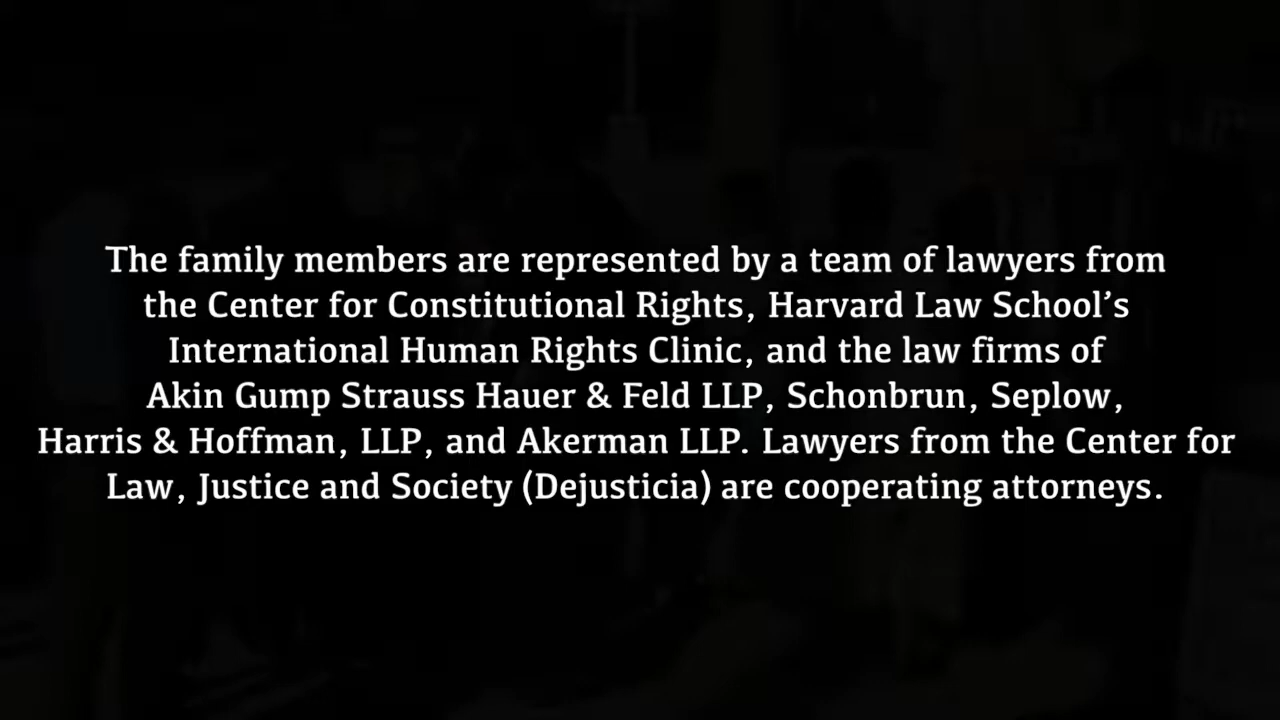 The family members are represented by a team of lawyers from
the Center for Constitutional Rights, Harvard Law School’s
International Human Rights Clinic, and the law firms of
Akin Gump Strauss Hauer & Feld LLP, Schonbrun, Seplow,
Harris & Hoffman, LLP, and Akerman LLP. Lawyers from the Center for
Law, Justice and Society (Dejusticia) are cooperating attorneys.